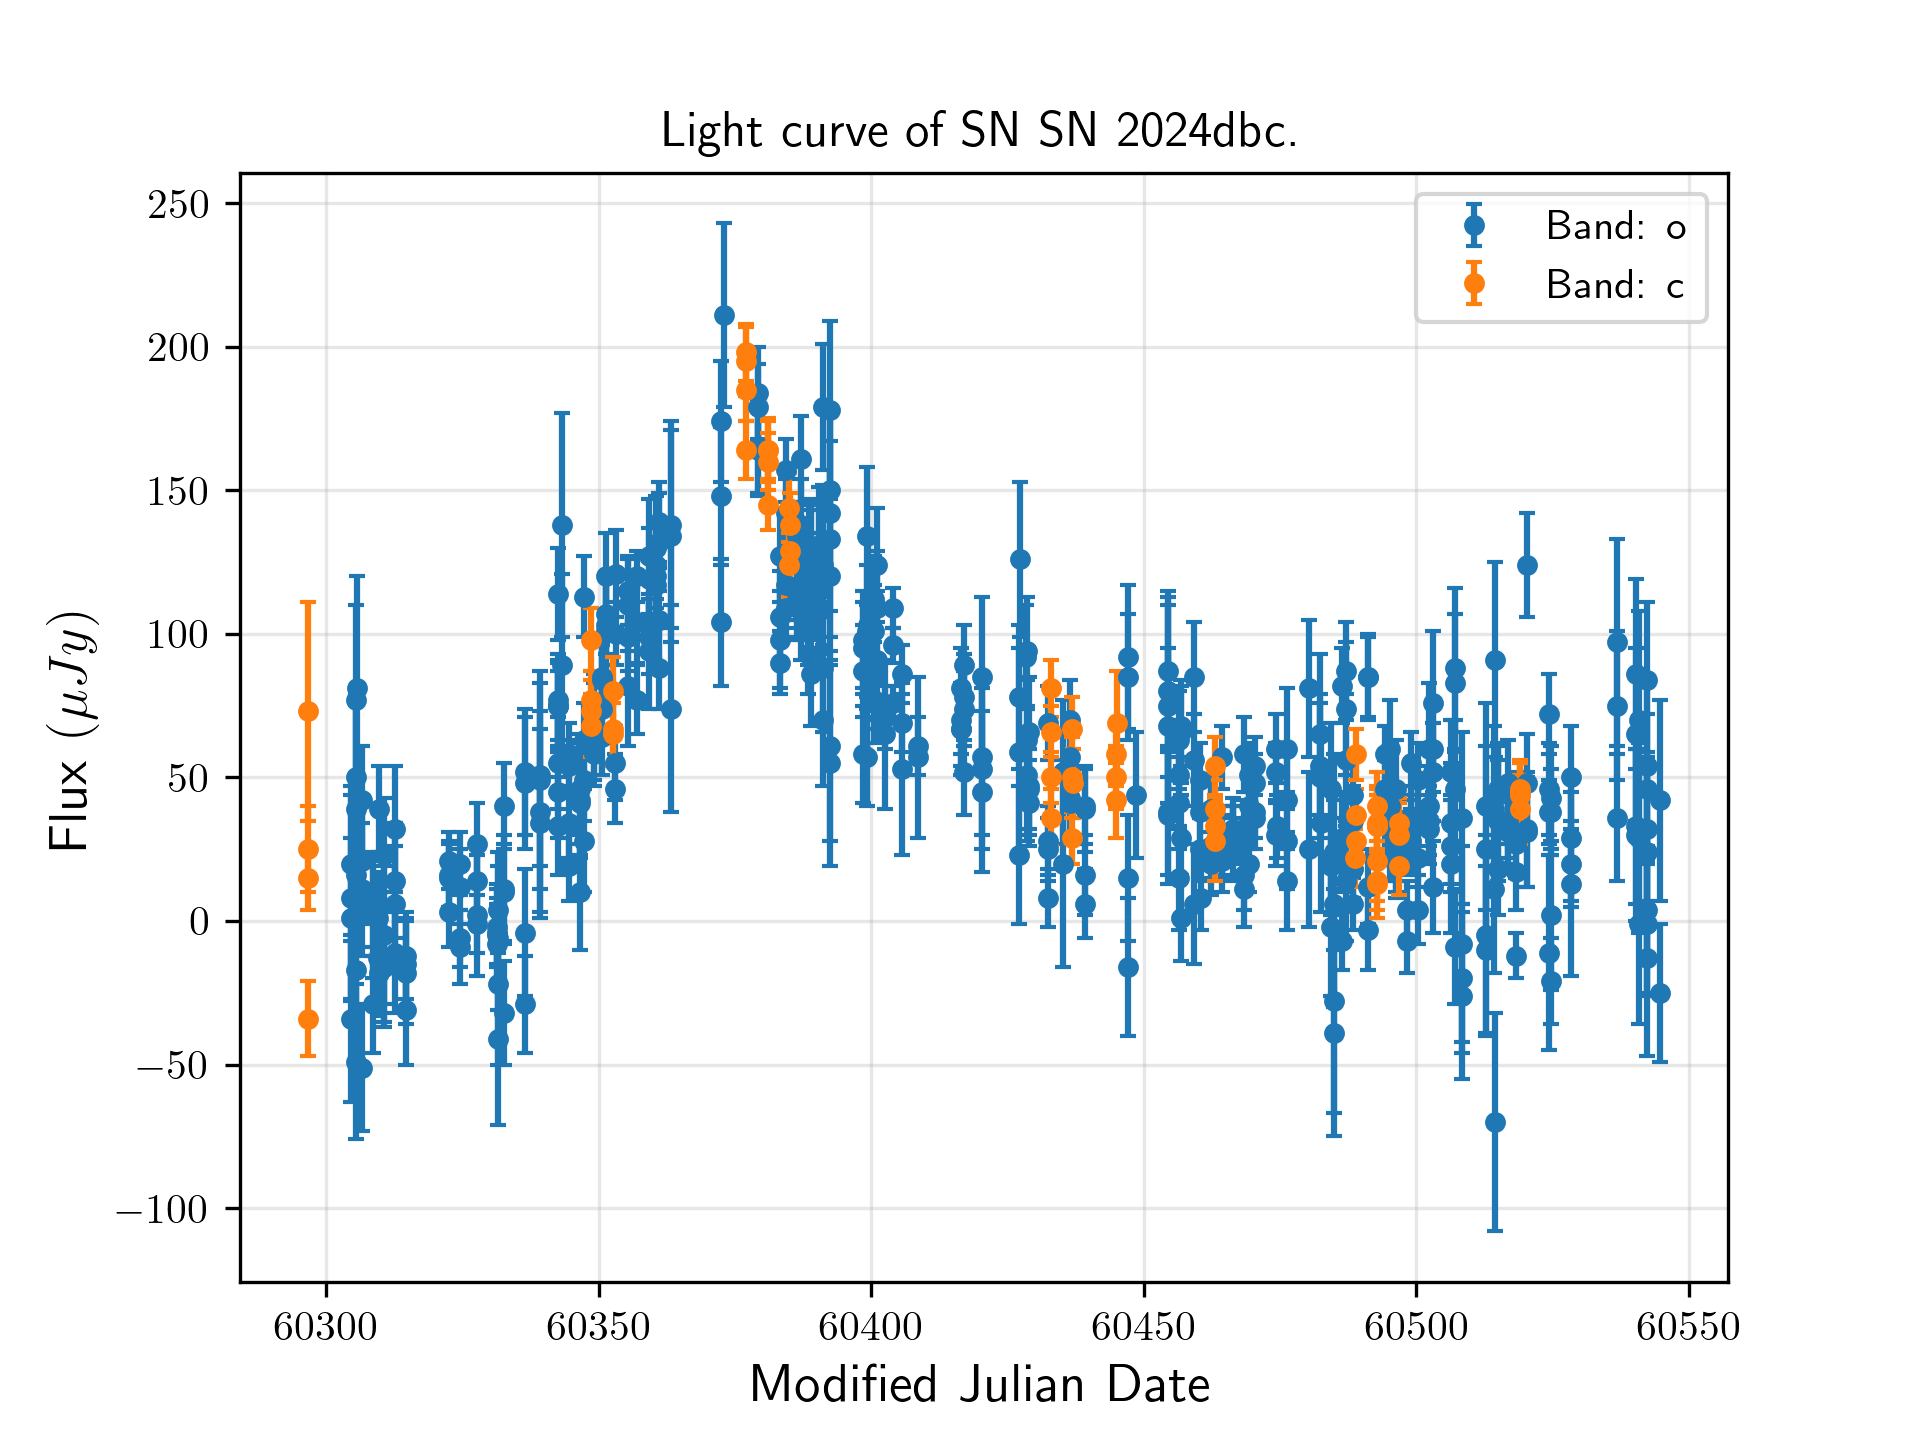 Light curve of SN SN 2024dbc.
250
200
150
100
50
0
−50
−100
Flux (μJy)
Band: o
Band: c
60300 60350 60400 60450 60500 60550
Modified Julian Date